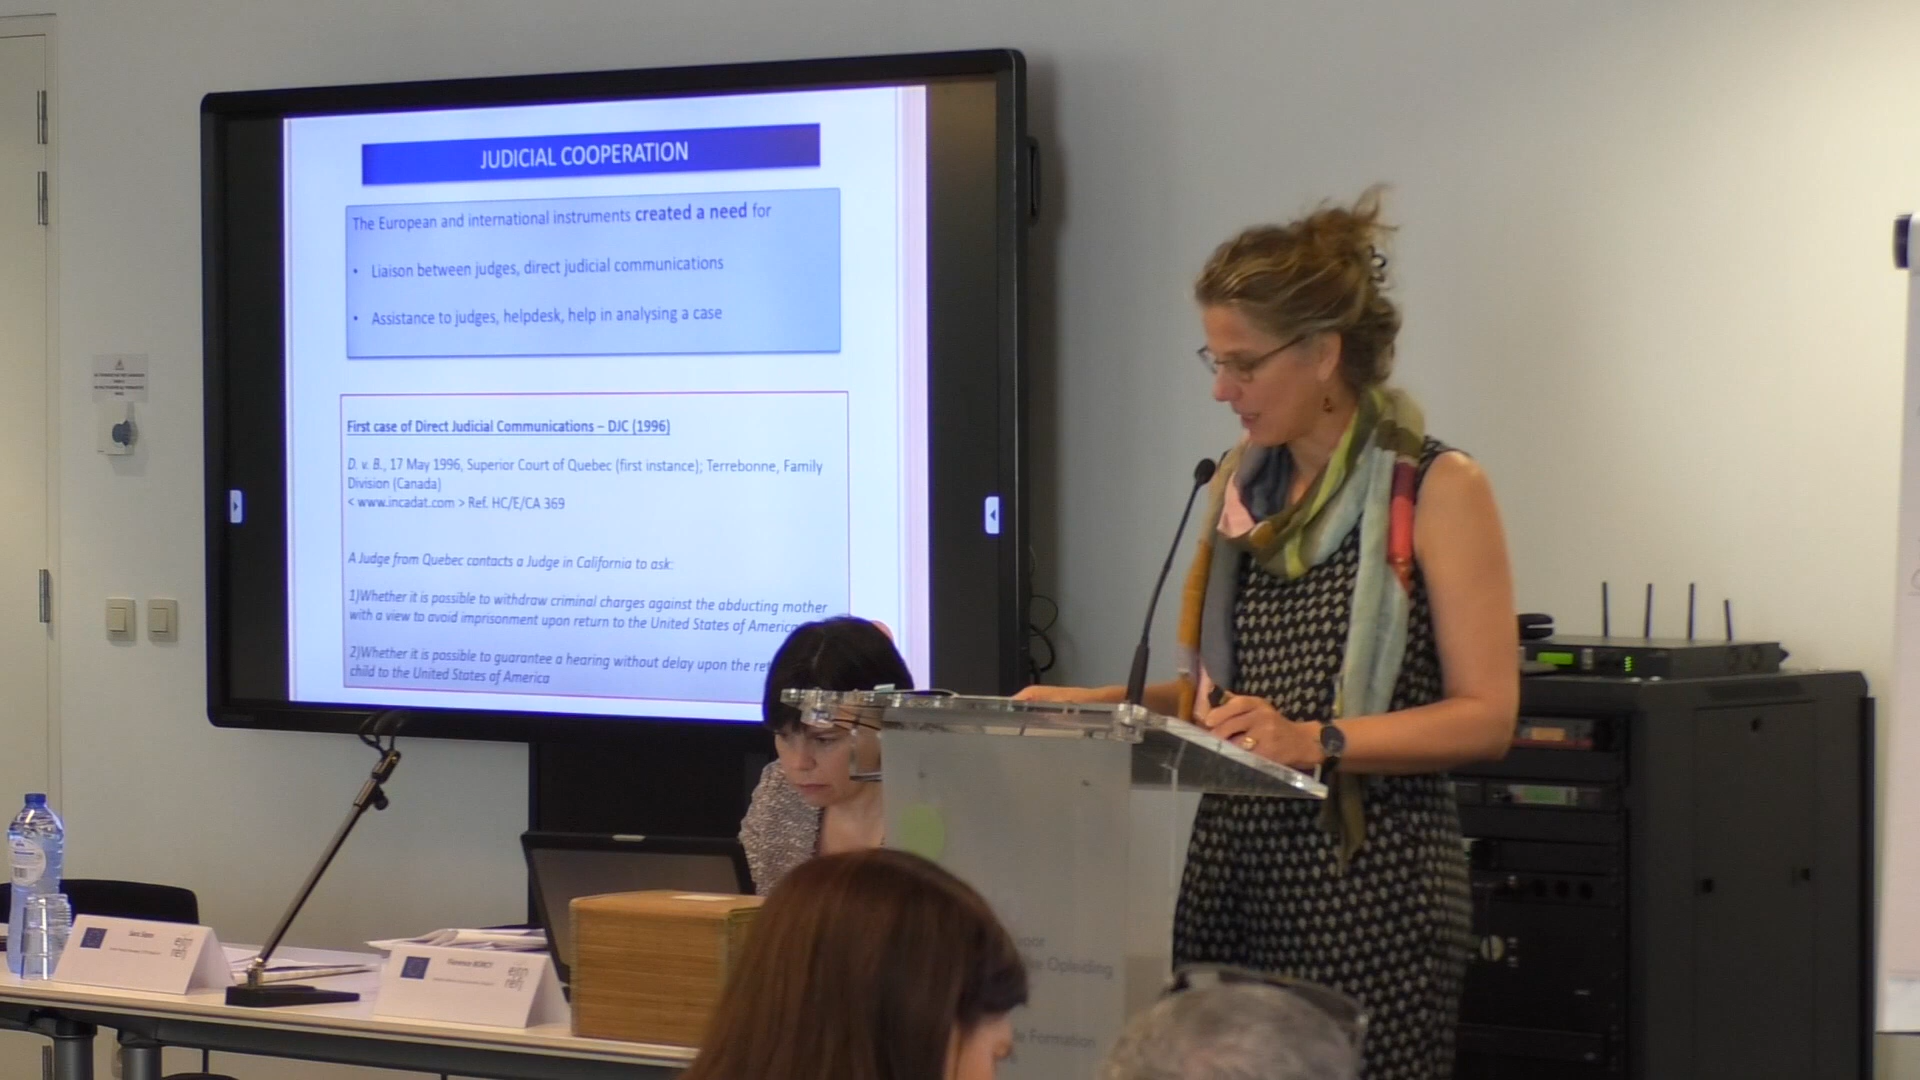 JUDICIAL COOPERATION
The European and international instruments created a need for
• Liaison between judges, direct judicial communications
• Assistance to judges, helpdesk, help in analysing a case
First case of Direct Judicial Communications – DJC (1996)
D. v. B., 17 May 1996, Superior Court of Quebec (first instance); Terrebonne, Family
Division (Canada)
< www.incadat.com > Ref. HC/E/CA 369
A Judge from Quebec contacts a Judge in California to ask:
1)Whether it is possible to withdraw criminal charges against the abducting mother
with a view to avoid imprisonment upon return to the United States of America
2)Whether it is possible to guarantee a hearing without delay upon the
child to the United States of America
voor
Opleiding
Formation